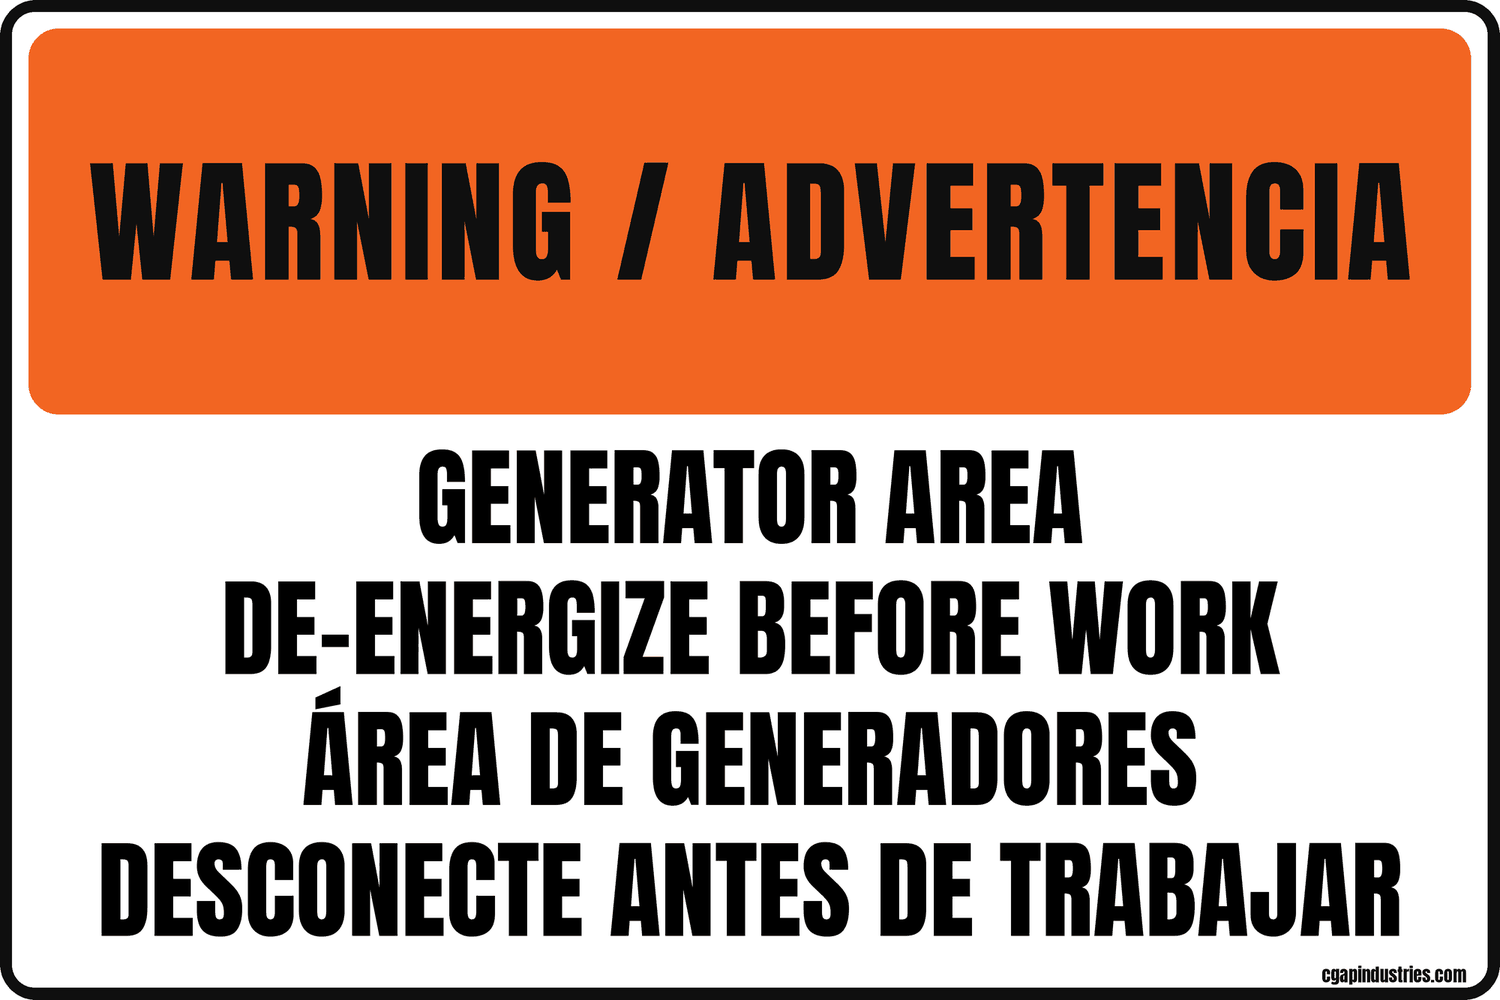 WARNING / ADVERTENCIA
GENERATOR AREA
DE-ENERGIZE BEFORE WORK
ÁREA DE GENERADORES
DESCONECTE ANTES DE TRABAJAR
cgapindustries.com